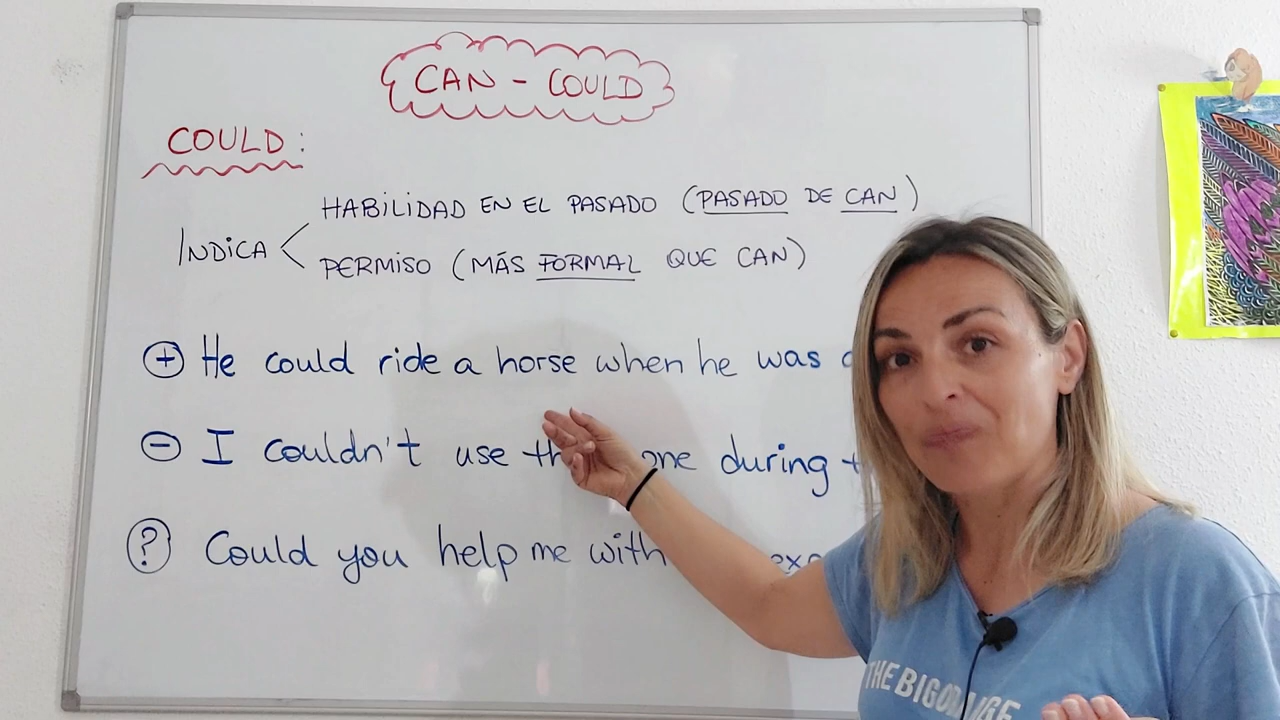 CAN - COULD
COULD:
INDICA
HABILIDAD EN EL PASADO (PASADO DE CAN)
PERMISO (MÁS FORMAL QUE CAN)
+ He could ride a horse when he was
- I couldn't use during
? Could you help me with
THE BIG